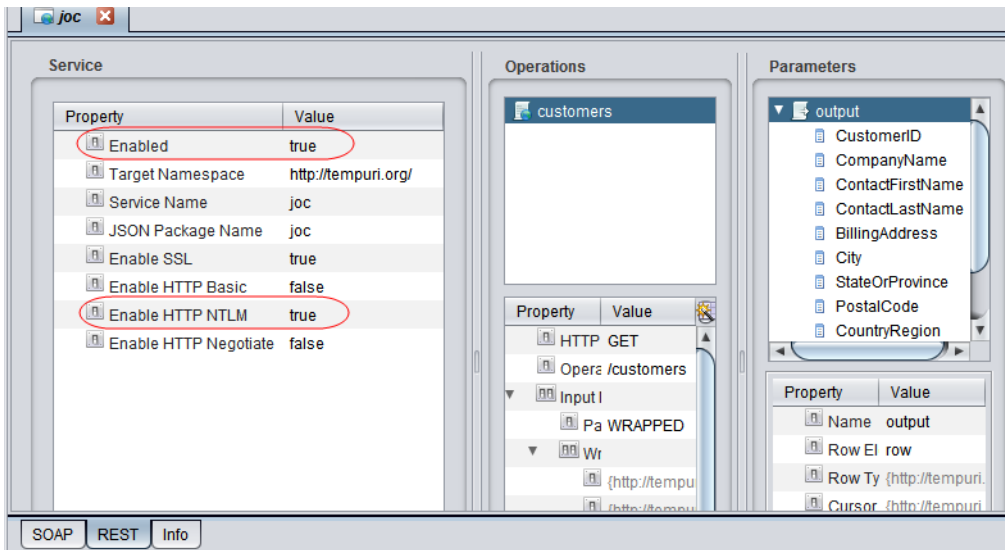 joc
Service
Property Value
Enabled true
Target Namespace http://tempuri.org/
Service Name joc
JSON Package Name joc
Enable SSL true
Enable HTTP Basic false
Enable HTTP NTLM true
Enable HTTP Negotiate false
Operations
customers
Property Value
HTTP GET
Opera /customers
Input I
Pa WRAPPED
Wr
{http://tempu
{http://tempu
Parameters
output
CustomerID
CompanyName
ContactFirstName
ContactLastName
BillingAddress
City
StateOrProvince
PostalCode
CountryRegion
Property Value
Name output
Row El row
Row Ty {http://tempuri.
Cursor {http://tempuri.
SOAP REST Info